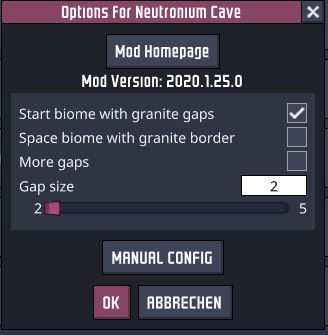 Options For Neutronium Cave
Mod Homepage
Mod Version: 2020.1.25.0
Start biome with granite gaps
Space biome with granite border
More gaps
Gap size 2
2 5
MANUAL CONFIG
OK ABBRECHEN